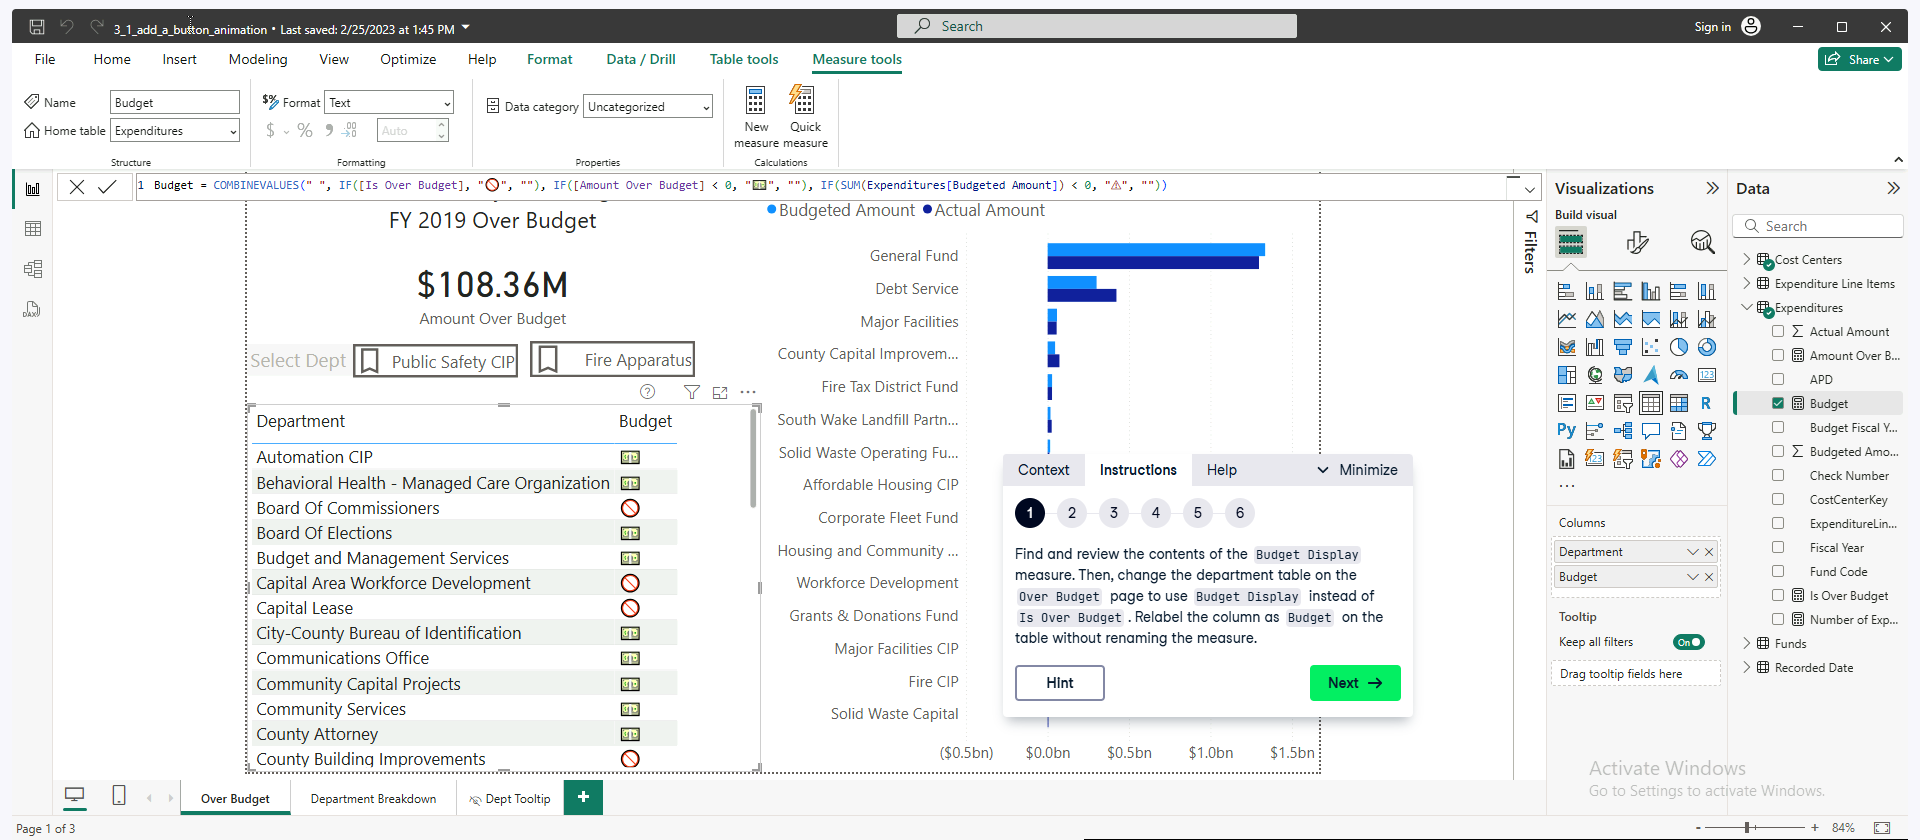 3_1_add_a_button_animation • Last saved: 2/25/2023 at 1:45 PM
Search
Sign in
File Home Insert Modeling View Optimize Help Format Data / Drill Table tools Measure tools
Share
Name Budget
Home table Expenditures
Structure
Format Text
$ % Auto
Formatting
Data category Uncategorized
Properties
New measure
Quick measure
Calculations
1 Budget = COMBINEVALUES(" ", IF([Is Over Budget], "🚫", ""), IF([Amount Over Budget] < 0, "💵", ""), IF(SUM(Expenditures[Budgeted Amount]) < 0, "⚠", ""))
FY 2019 Over Budget
$108.36M
Amount Over Budget
Select Dept
Public Safety CIP
Fire Apparatus
Department Budget
Automation CIP
Behavioral Health - Managed Care Organization
Board Of Commissioners
Board Of Elections
Budget and Management Services
Capital Area Workforce Development
Capital Lease
City-County Bureau of Identification
Communications Office
Community Capital Projects
Community Services
County Attorney
County Building Improvements
Budgeted Amount Actual Amount
General Fund
Debt Service
Major Facilities
County Capital Improvem...
Fire Tax District Fund
South Wake Landfill Partn...
Solid Waste Operating Fu...
Affordable Housing CIP
Corporate Fleet Fund
Housing and Community ...
Workforce Development
Grants & Donations Fund
Major Facilities CIP
Fire CIP
Solid Waste Capital
($0.5bn) $0.0bn $0.5bn $1.0bn $1.5bn
Context Instructions Help Minimize
1 2 3 4 5 6
Find and review the contents of the Budget Display
measure. Then, change the department table on the
Over Budget page to use Budget Display instead of
Is Over Budget . Relabel the column as Budget on the
table without renaming the measure.
HInt
Next
Filters
Visualizations
Build visual
Columns
Department
Budget
Tooltip
Keep all filters On
Drag tooltip fields here
Data
Search
Cost Centers
Expenditure Line Items
Expenditures
Actual Amount
Amount Over B...
APD
Budget
Budget Fiscal Y...
Budgeted Amo...
Check Number
CostCenterKey
ExpenditureLin...
Fiscal Year
Fund Code
Is Over Budget
Number of Exp...
Funds
Recorded Date
Activate Windows
Go to Settings to activate Windows.
Over Budget Department Breakdown Dept Tooltip +
Page 1 of 3
- + 84%